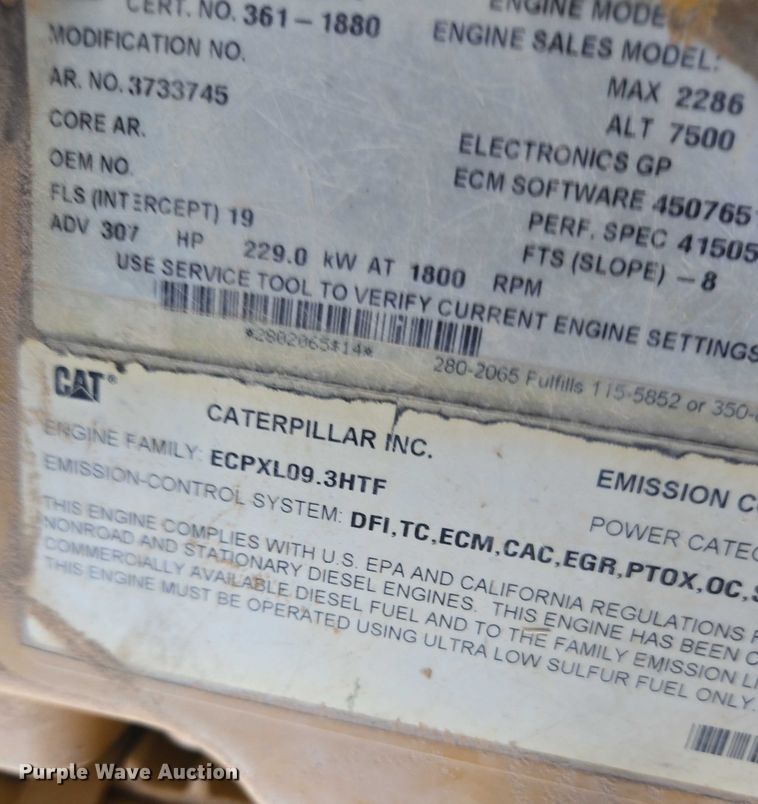 CERT. NO. 361-1880
MODIFICATION NO.
AR. NO. 3733745
CORE AR.
OEM NO.
FLS (INTERCEPT) 19
ADV 307 HP 229.0 kW AT 1800 RPM
USE SERVICE TOOL TO VERIFY CURRENT ENGINE SETTINGS
ENGINE MODE
ENGINE SALES MODEL:
MAX 2286
ALT 7500
ELECTRONICS GP
ECM SOFTWARE 450765
PERF. SPEC 41505
FTS (SLOPE) -8
*2802065#14*
280-2065 Fulfills 115-5852 or 350-
CAT®
CATERPILLAR INC.
EMISSION C
ENGINE FAMILY: ECPXL09.3HTF
POWER CATEG
EMISSION-CONTROL SYSTEM: DFI,TC,ECM,CAC,EGR,PTOX,OC,S
THIS ENGINE COMPLIES WITH U.S. EPA AND CALIFORNIA REGULATIONS F
NONROAD AND STATIONARY DIESEL ENGINES. THIS ENGINE HAS BEEN C
COMMERCIALLY AVAILABLE DIESEL FUEL AND TO THE FAMILY EMISSION LI
THIS ENGINE MUST BE OPERATED USING ULTRA LOW SULFUR FUEL ONLY.
Purple Wave Auction